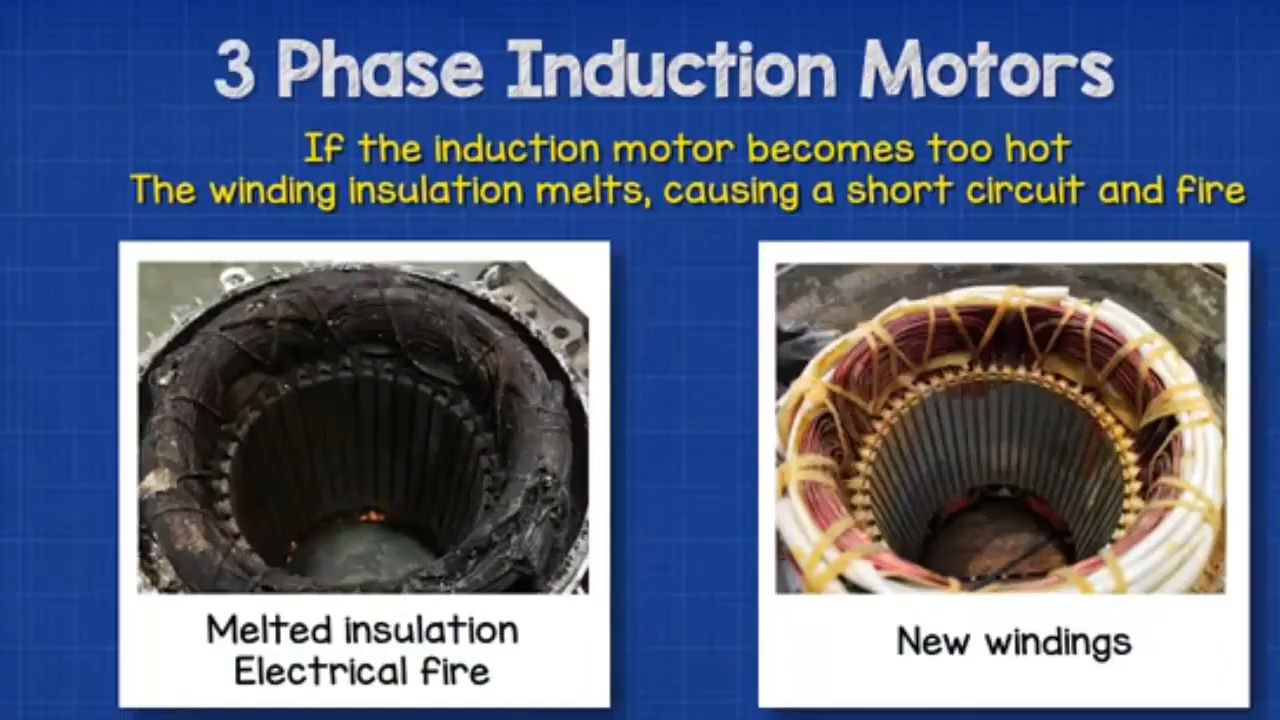 3 Phase Induction Motors
If the induction motor becomes too hot
The winding insulation melts, causing a short circuit and fire
Melted insulation
Electrical fire
New windings